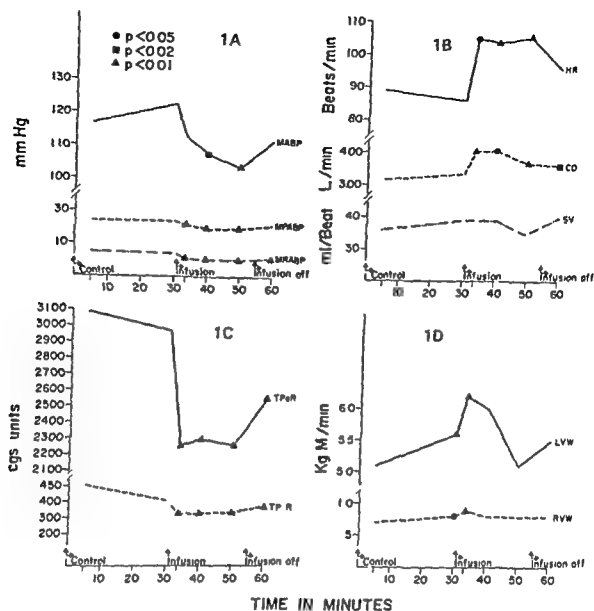 ● p<0.05
■ p<0.02
▲ p<0.01
1A
mm Hg
130
120
110
100
30
10
MABP
MPABP
MRABP
Control
Infusion
Infusion off
10 20 30 40 50 60
1B
Beats/min
110
100
90
80
L/min
4.00
3.00
ml/Beat
40
30
HR
CO
SV
Control
Infusion
Infusion off
10 20 30 40 50 60
1C
cgs units
3100
3000
2900
2800
2700
2600
2500
2400
2300
2200
2100
450
400
300
200
TPeR
TP R
Control
Infusion
Infusion off
10 20 30 40 50 60
1D
Kg M/min
6.0
5.5
5.0
1.0
.5
LVW
RVW
Control
Infusion
Infusion off
10 20 30 40 50 60
TIME IN MINUTES